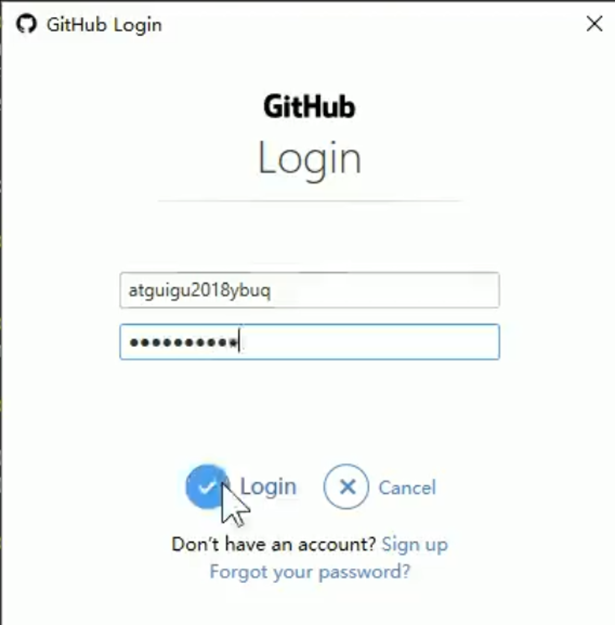 GitHub Login
GitHub
Login
atguigu2018ybuq
••••••••••
Login Cancel
Don't have an account? Sign up
Forgot your password?